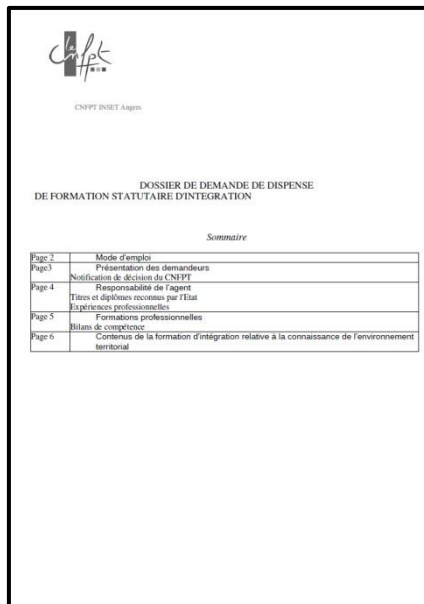 le cnfpt
CNFPT INSET Angers
DOSSIER DE DEMANDE DE DISPENSE
DE FORMATION STATUTAIRE D'INTEGRATION
Sommaire
Page 2 Mode d'emploi
Page3 Présentation des demandeurs
Notification de décision du CNFPT
Page 4 Responsabilité de l'agent
Titres et diplômes reconnus par l'Etat
Expériences professionnelles
Page 5 Formations professionnelles
Bilans de compétence
Page 6 Contenus de la formation d'intégration relative à la connaissance de l'environnement
territorial